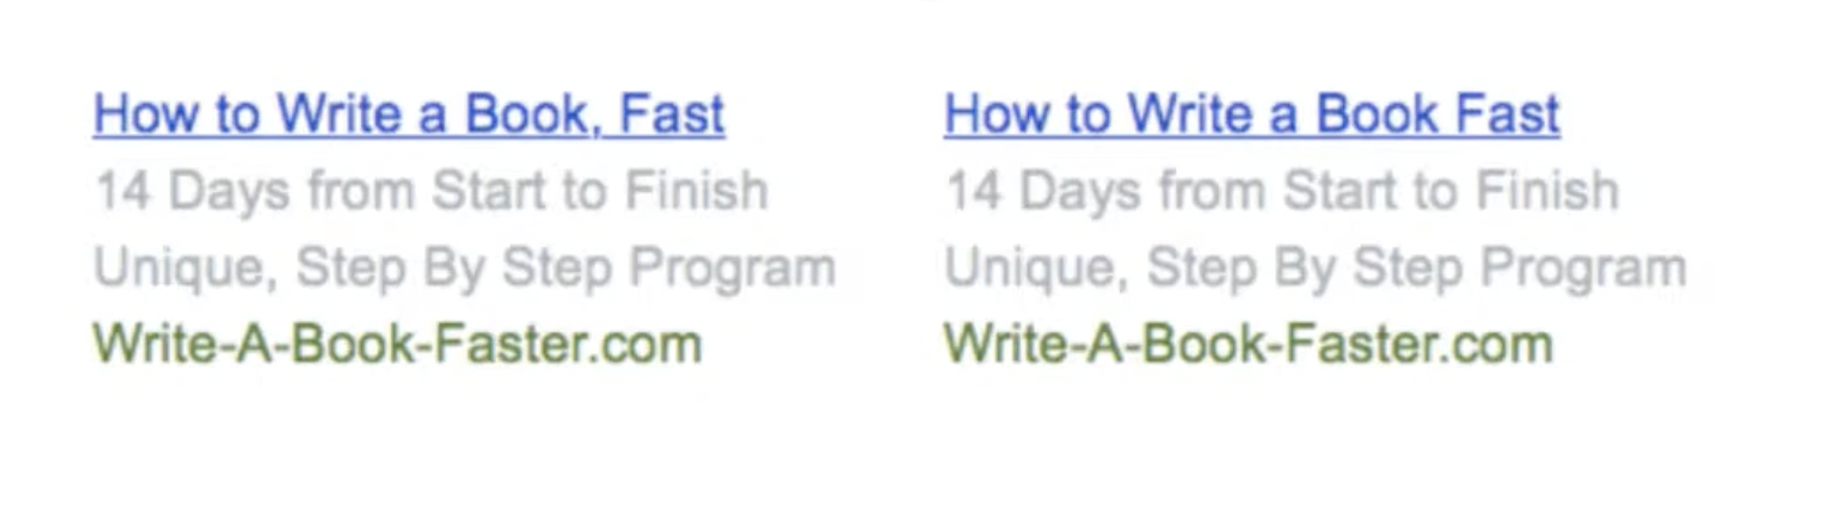 How to Write a Book, Fast
14 Days from Start to Finish
Unique, Step By Step Program
Write-A-Book-Faster.com
How to Write a Book Fast
14 Days from Start to Finish
Unique, Step By Step Program
Write-A-Book-Faster.com